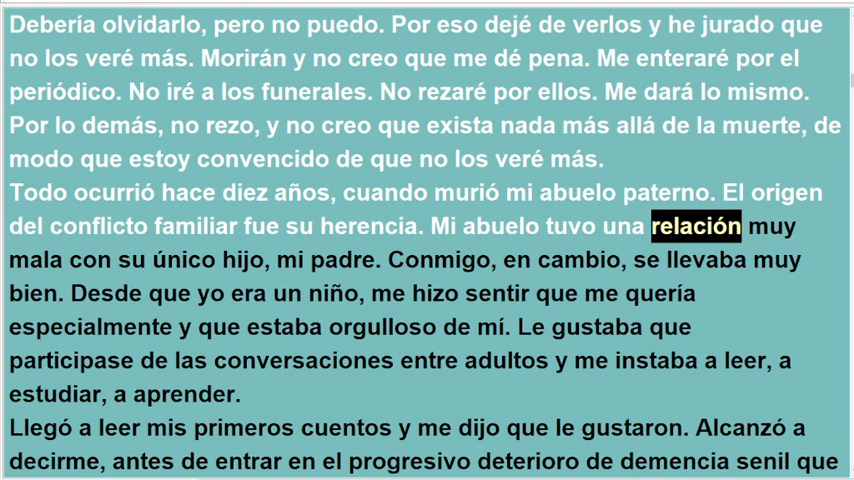 Debería olvidarlo, pero no puedo. Por eso dejé de verlos y he jurado que
no los veré más. Morirán y no creo que me dé pena. Me enteraré por el
periódico. No iré a los funerales. No rezaré por ellos. Me dará lo mismo.
Por lo demás, no rezo, y no creo que exista nada más allá de la muerte, de
modo que estoy convencido de que no los veré más.
Todo ocurrió hace diez años, cuando murió mi abuelo paterno. El origen
del conflicto familiar fue su herencia. Mi abuelo tuvo una relación muy
mala con su único hijo, mi padre. Conmigo, en cambio, se llevaba muy
bien. Desde que yo era un niño, me hizo sentir que me quería
especialmente y que estaba orgulloso de mí. Le gustaba que
participase de las conversaciones entre adultos y me instaba a leer, a
estudiar, a aprender.
Llegó a leer mis primeros cuentos y me dijo que le gustaron. Alcanzó a
decirme, antes de entrar en el progresivo deterioro de demencia senil que